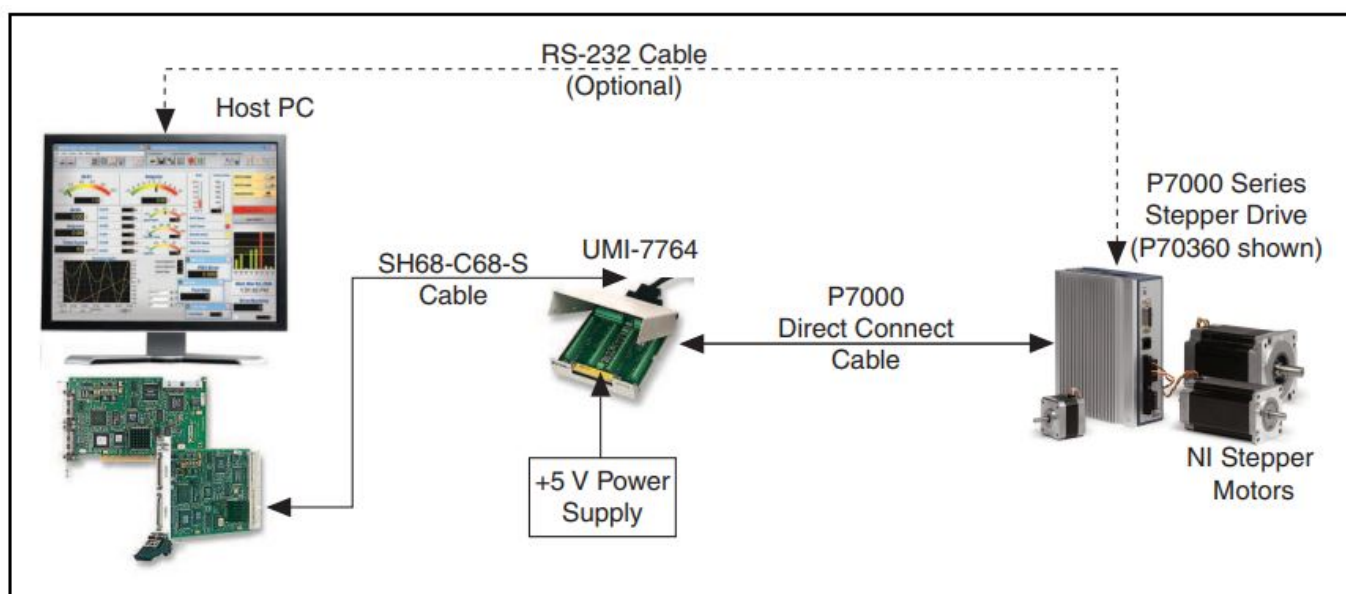 RS-232 Cable
(Optional)
Host PC
P7000 Series
Stepper Drive
(P70360 shown)
SH68-C68-S
Cable
UMI-7764
P7000
Direct Connect
Cable
+5 V Power
Supply
NI Stepper
Motors